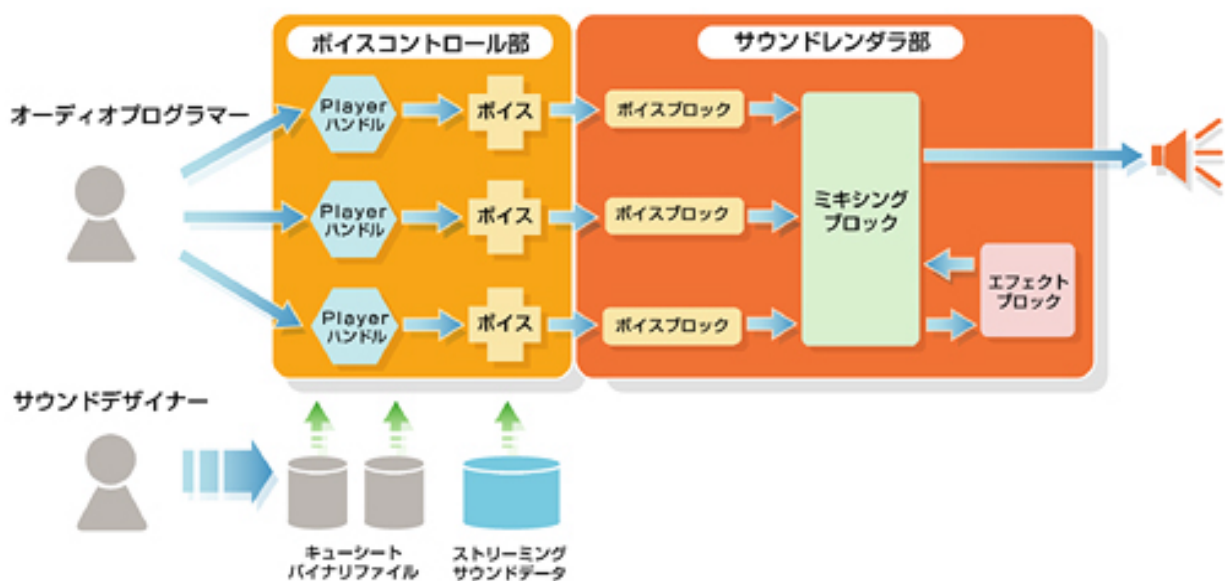 ボイスコントロール部
サウンドレンダラ部
オーディオプログラマー
Player
ハンドル
ボイス
ボイスブロック
Player
ハンドル
ボイス
ボイスブロック
ミキシング
ブロック
エフェクト
ブロック
Player
ハンドル
ボイス
ボイスブロック
サウンドデザイナー
キューシート
バイナリファイル
ストリーミング
サウンドデータ